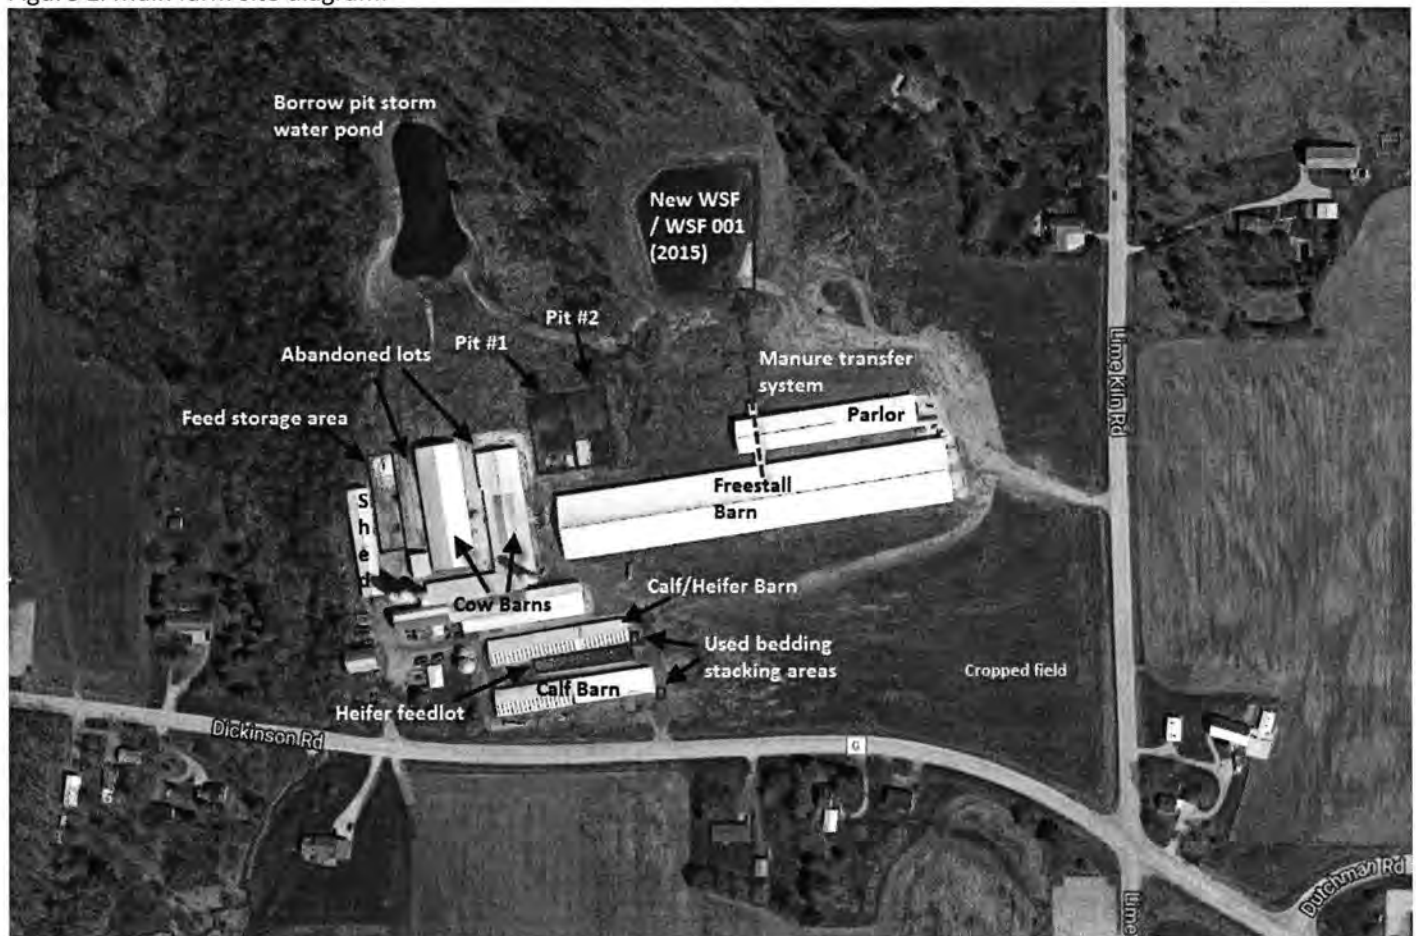 Borrow pit storm
water pond
New WSF
/ WSF 001
(2015)
Pit #2
Pit #1
Abandoned lots
Manure transfer
system
Feed storage area
Parlor
Lime Kiln Rd
Shed
Freestall
Barn
Cow Barns
Calf/Heifer Barn
Used bedding
stacking areas
Cropped field
Calf Barn
Heifer feedlot
Dickinson Rd
G
Dutchman Rd
Lime